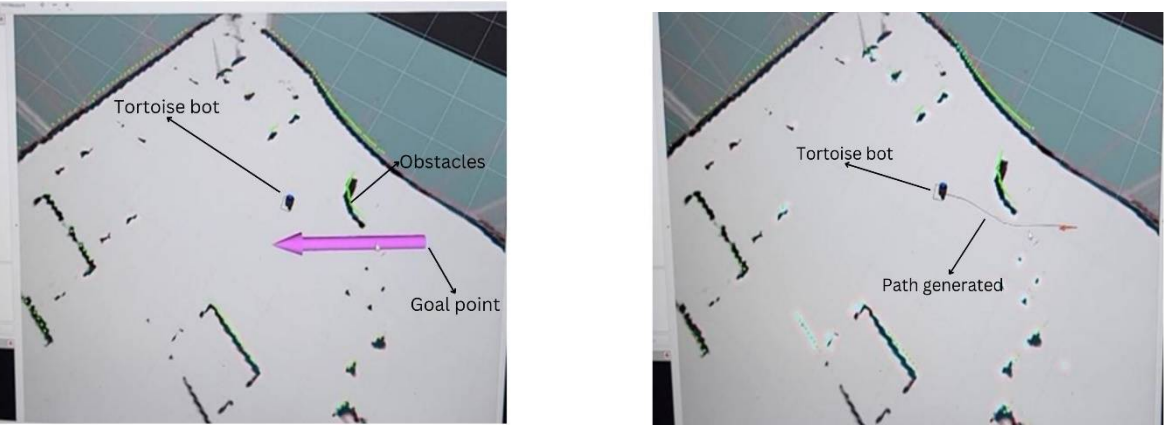 Tortoise bot
Obstacles
Goal point
Tortoise bot
Path generated